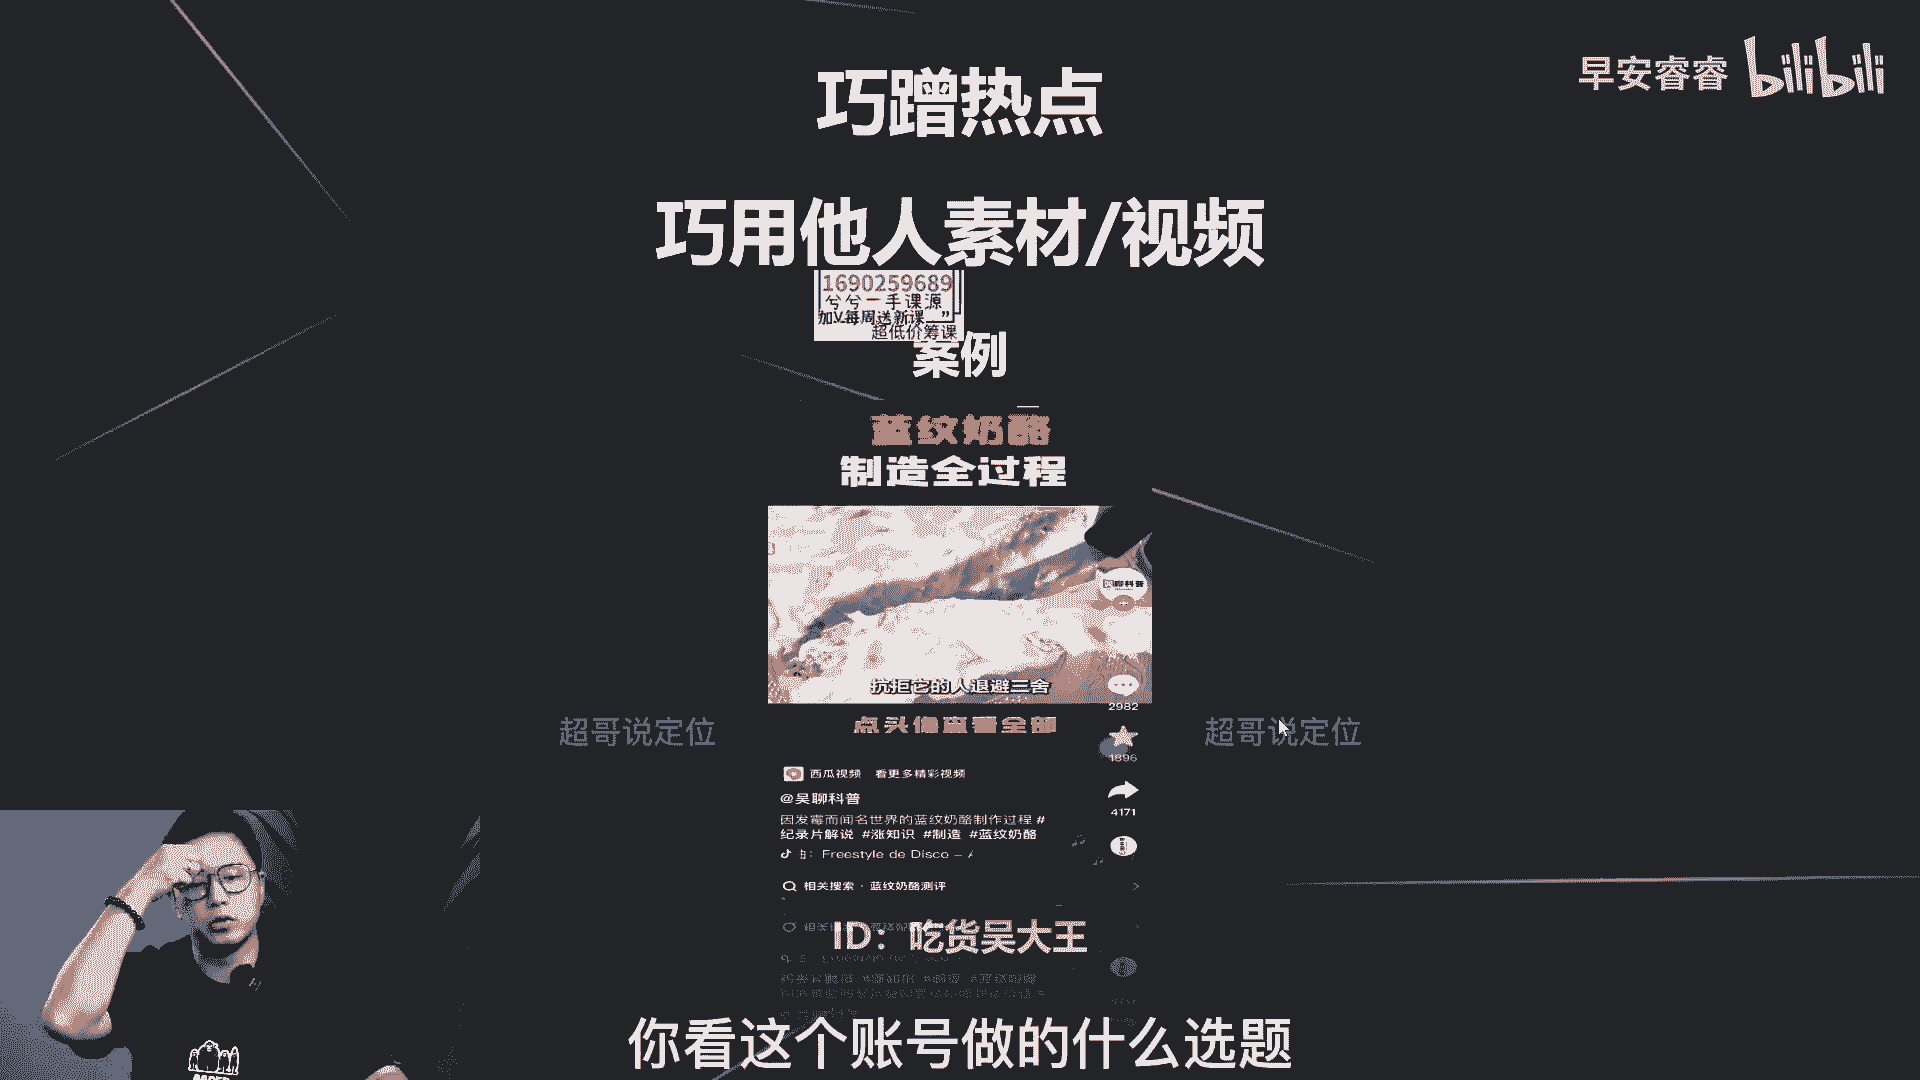 早安睿睿 bilibili
巧蹭热点
巧用他人素材/视频
1690259689
兮兮一手课源
加V每周送新课
超低价筹课
案例
蓝纹奶酪
制造全过程
吴聊科普
抗拒它的人退避三舍
2982
点头像查看全部
1896
超哥说定位
超哥说定位
西瓜视频 看更多精彩视频
@吴聊科普
4171
因发霉而闻名世界的蓝纹奶酪制作过程 #
纪录片解说 #涨知识 #制造 #蓝纹奶酪
Freestyle de Disco –
相关搜索 · 蓝纹奶酪测评
ID：吃货吴大王
你看这个账号做的什么选题